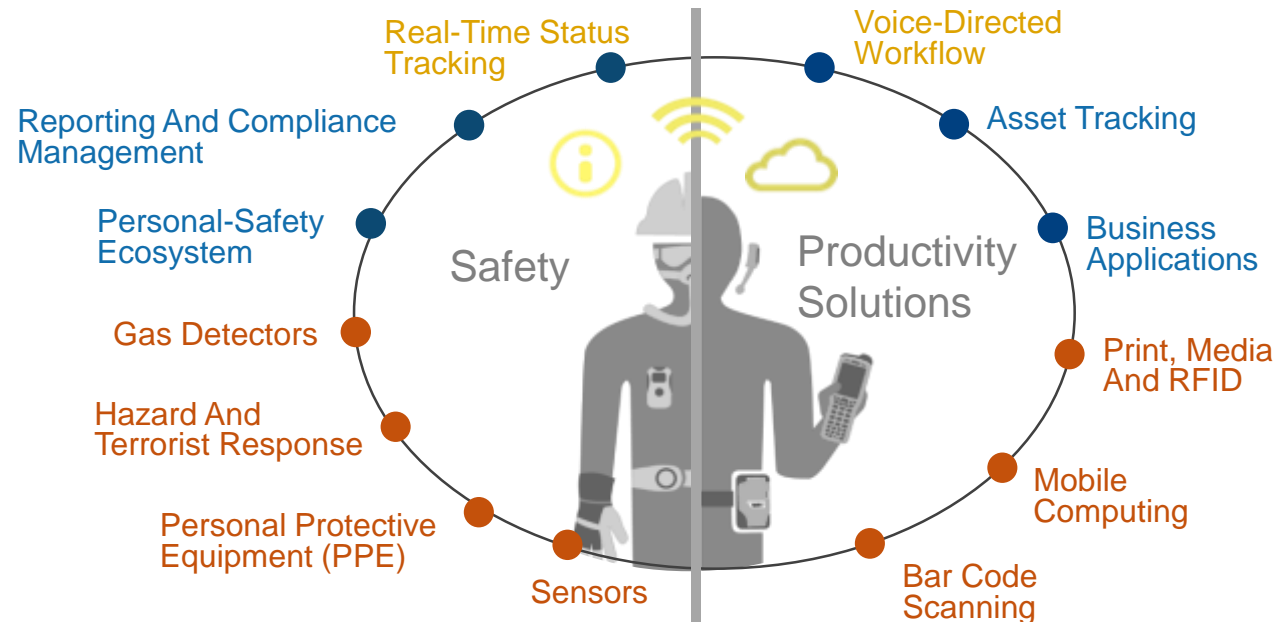 Real-Time Status
Tracking
Reporting And Compliance
Management
Personal-Safety
Ecosystem
Gas Detectors
Hazard And
Terrorist Response
Personal Protective
Equipment (PPE)
Sensors
Safety
Productivity
Solutions
Voice-Directed
Workflow
Asset Tracking
Business
Applications
Print, Media
And RFID
Mobile
Computing
Bar Code
Scanning